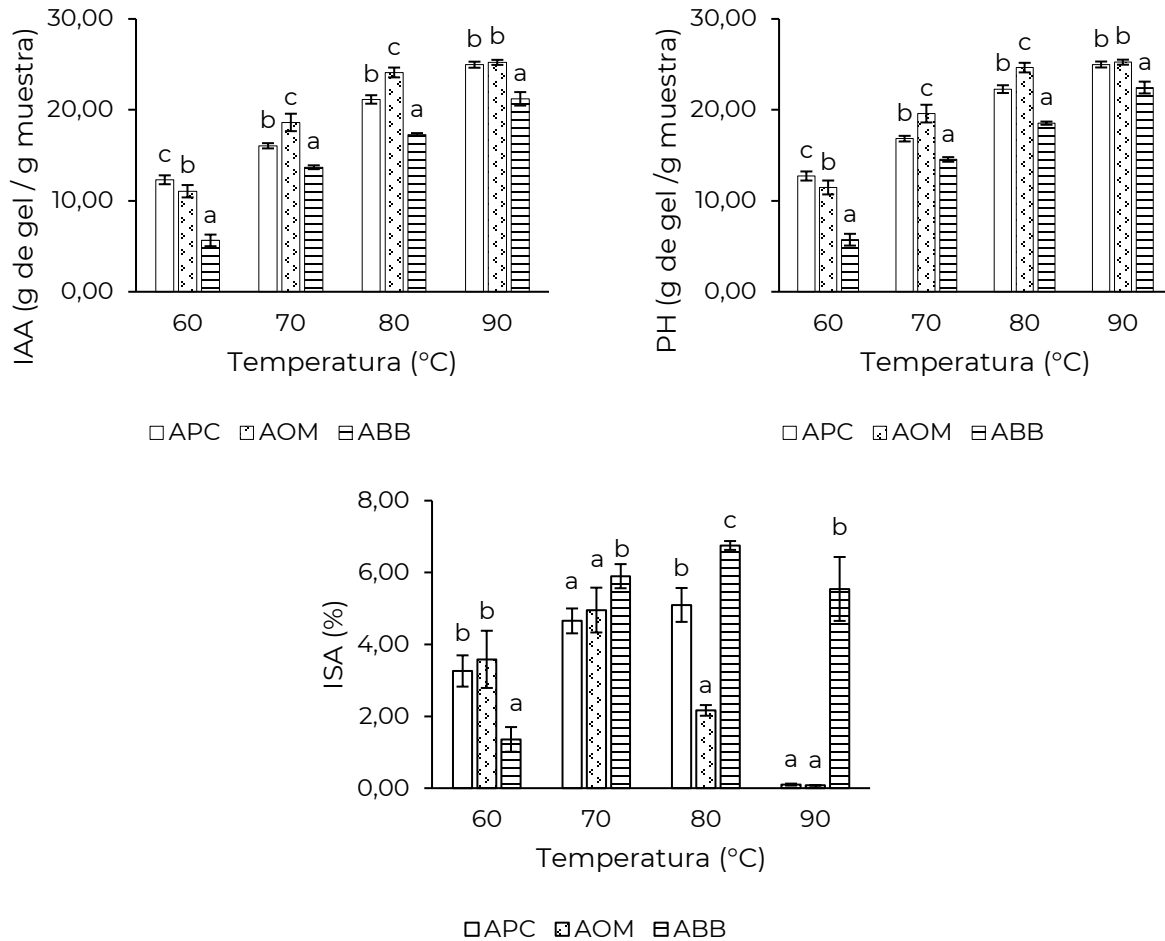 30,00
20,00
10,00
0,00
IAA (g de gel / g muestra)
c b a
b c a
b c a
b b a
60 70 80 90
Temperatura (°C)
APC AOM ABB
30,00
20,00
10,00
0,00
PH (g de gel /g muestra)
c b a
b c a
b c a
b b a
60 70 80 90
Temperatura (°C)
APC AOM ABB
8,00
6,00
4,00
2,00
0,00
ISA (%)
b b a
a a b
b a c
a a b
60 70 80 90
Temperatura (°C)
APC AOM ABB